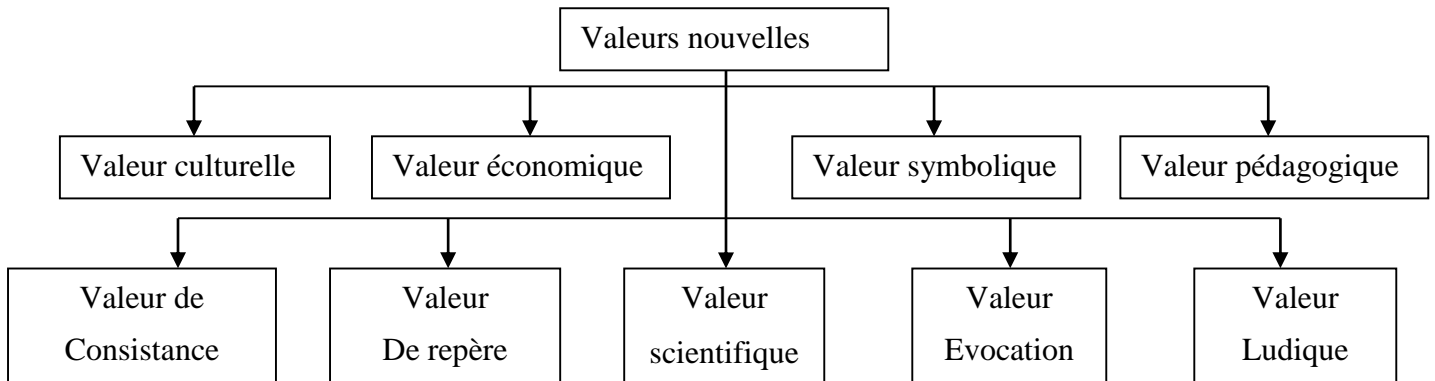 Valeurs nouvelles
Valeur culturelle
Valeur économique
Valeur symbolique
Valeur pédagogique
Valeur de
Consistance
Valeur
De repère
Valeur
scientifique
Valeur
Evocation
Valeur
Ludique